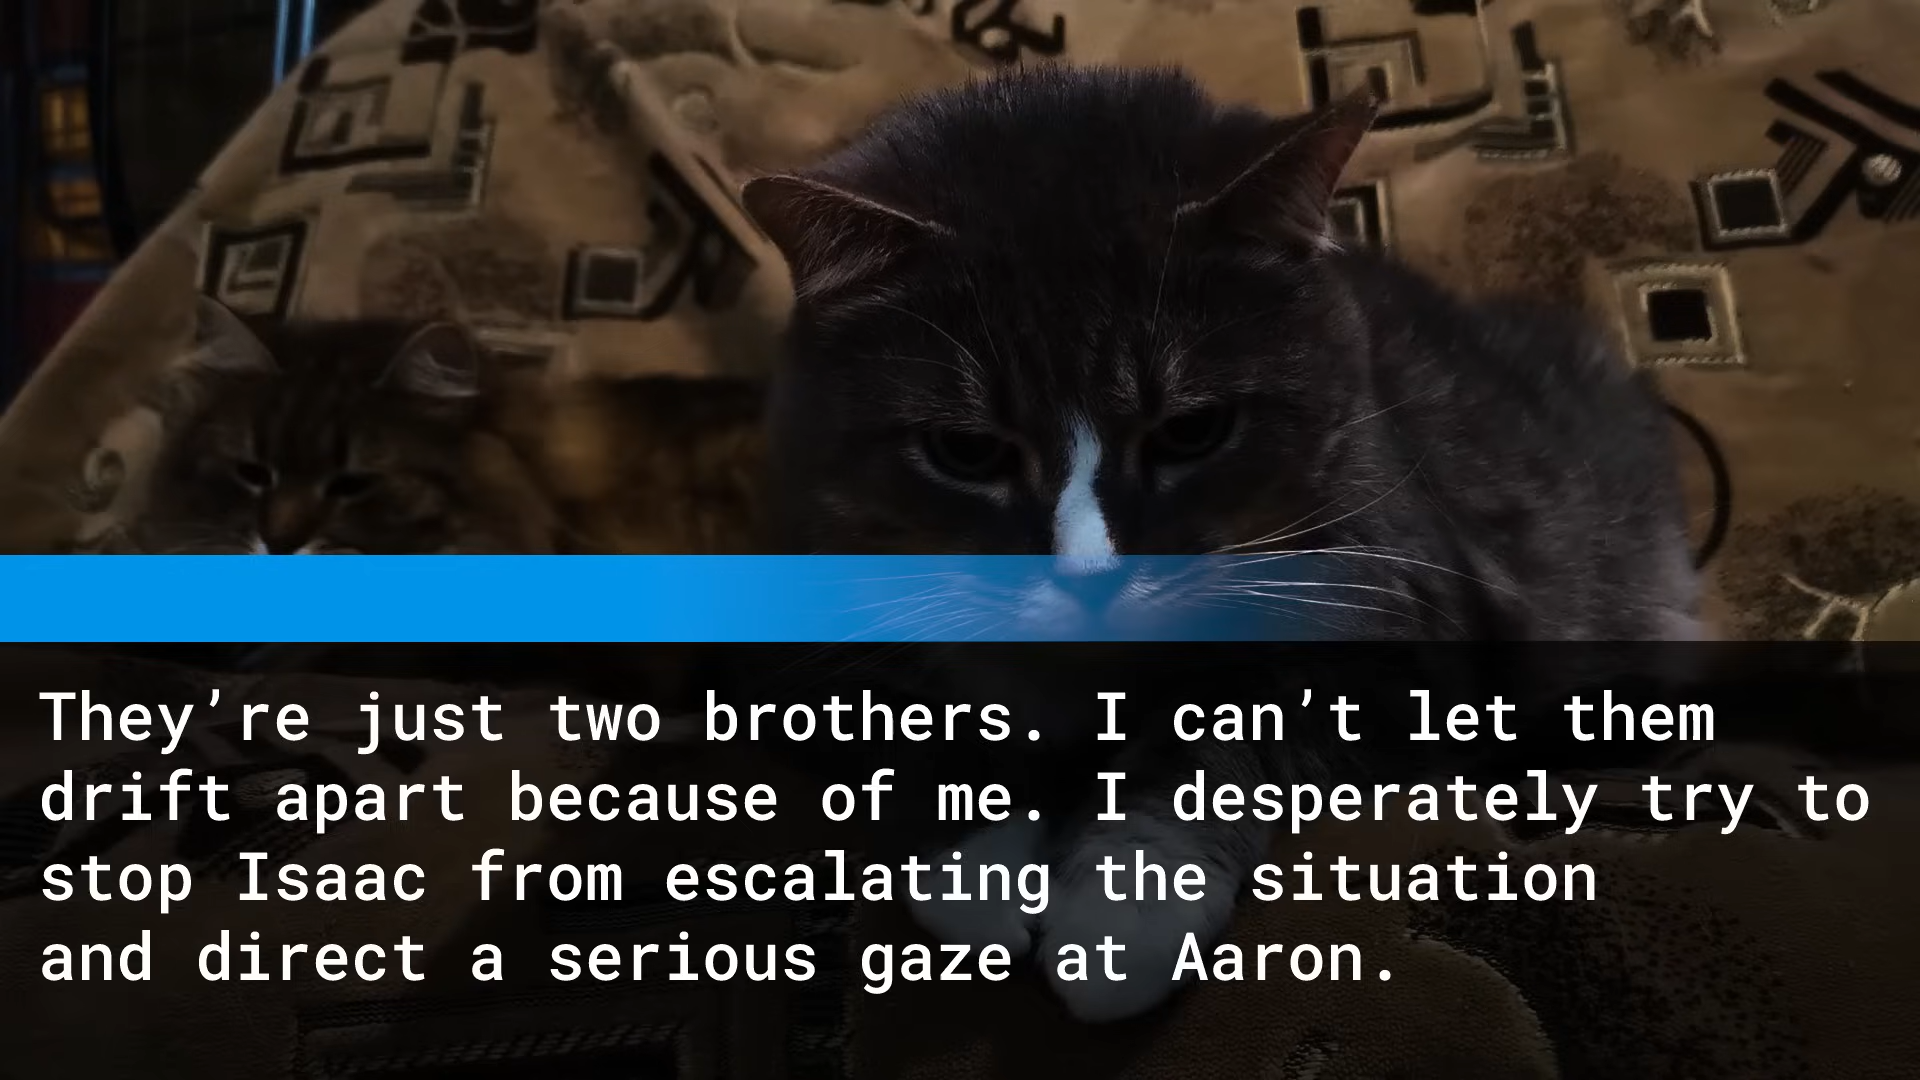 They’re just two brothers. I can’t let them
drift apart because of me. I desperately try to
stop Isaac from escalating the situation
and direct a serious gaze at Aaron.